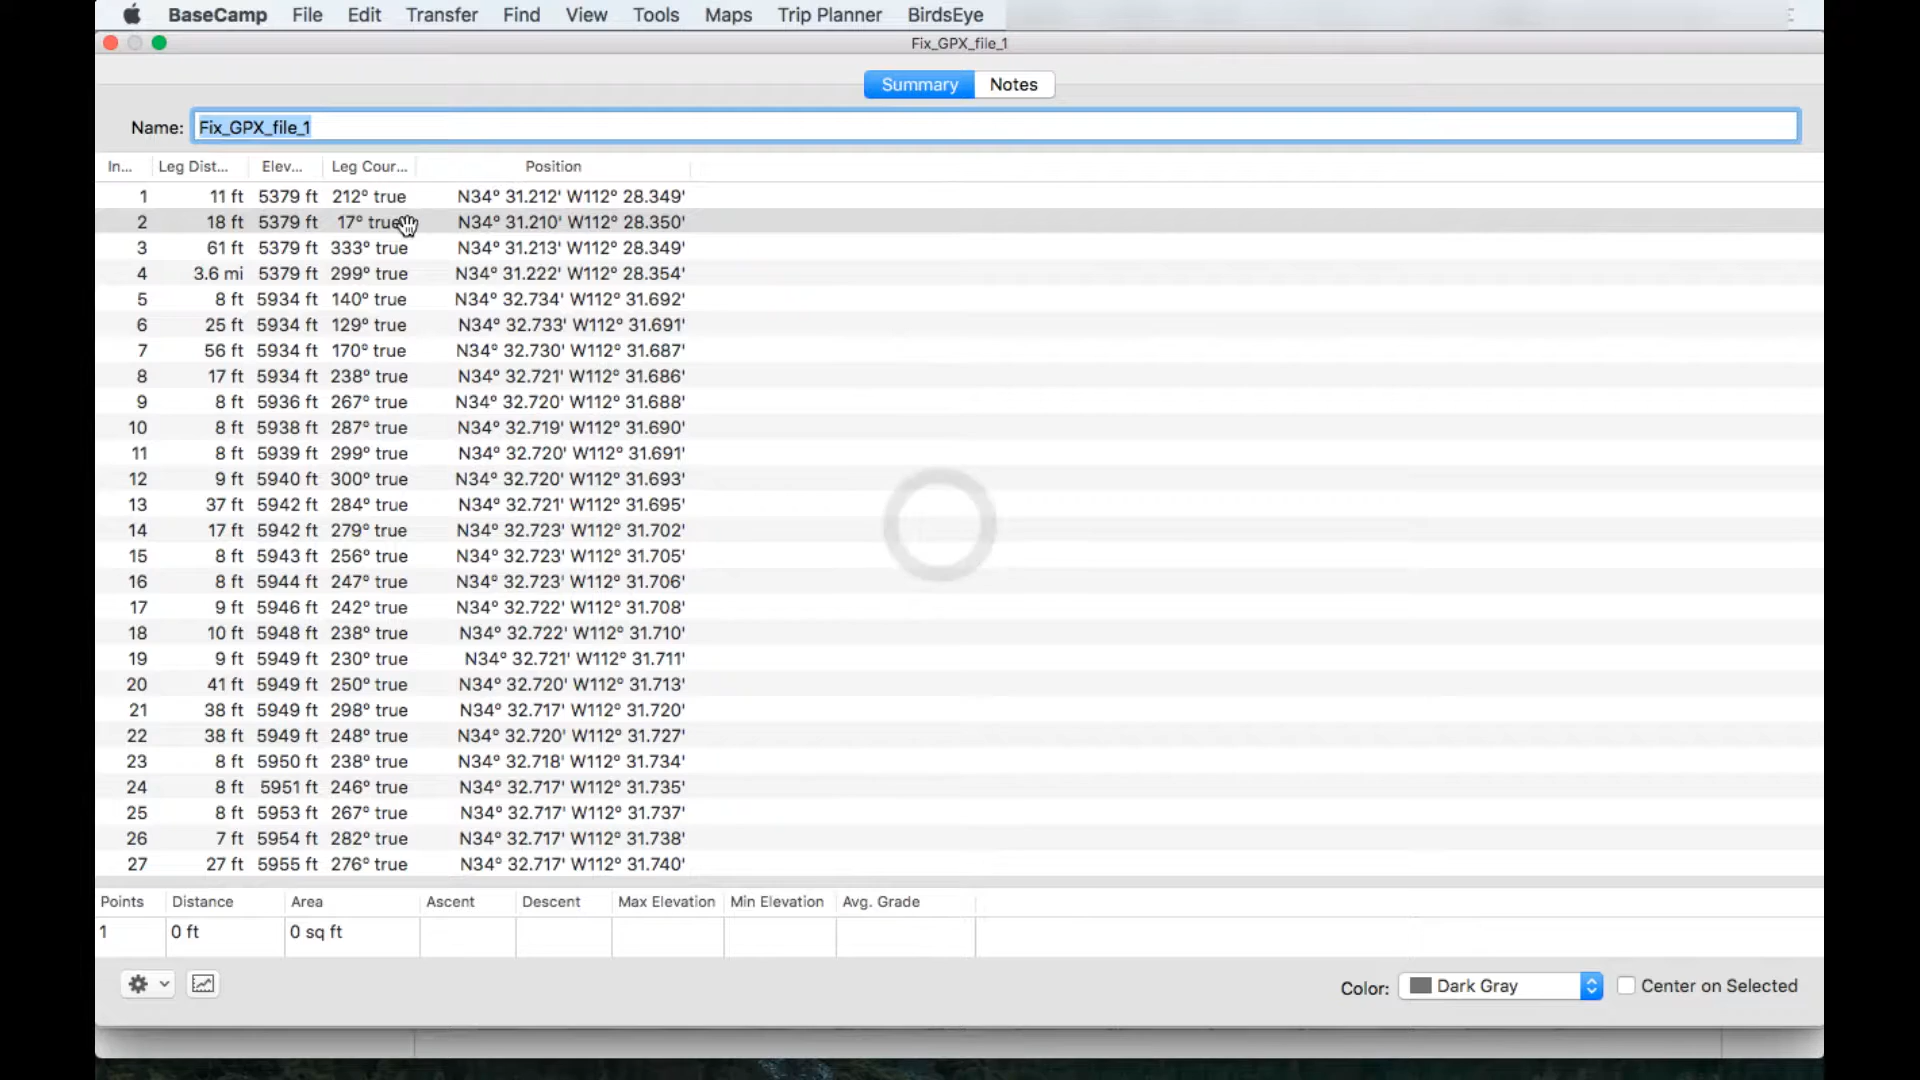 BaseCamp File Edit Transfer Find View Tools Maps Trip Planner BirdsEye
Fix_GPX_file_1
Summary Notes
Name: Fix_GPX_file_1
In... Leg Dist... Elev... Leg Cour... Position
1 11 ft 5379 ft 212° true N34° 31.212' W112° 28.349'
2 18 ft 5379 ft 17° true N34° 31.210' W112° 28.350'
3 61 ft 5379 ft 333° true N34° 31.213' W112° 28.349'
4 3.6 mi 5379 ft 299° true N34° 31.222' W112° 28.354'
5 8 ft 5934 ft 140° true N34° 32.734' W112° 31.692'
6 25 ft 5934 ft 129° true N34° 32.733' W112° 31.691'
7 56 ft 5934 ft 170° true N34° 32.730' W112° 31.687'
8 17 ft 5934 ft 238° true N34° 32.721' W112° 31.686'
9 8 ft 5936 ft 267° true N34° 32.720' W112° 31.688'
10 8 ft 5938 ft 287° true N34° 32.719' W112° 31.690'
11 8 ft 5939 ft 299° true N34° 32.720' W112° 31.691'
12 9 ft 5940 ft 300° true N34° 32.720' W112° 31.693'
13 37 ft 5942 ft 284° true N34° 32.721' W112° 31.695'
14 17 ft 5942 ft 279° true N34° 32.723' W112° 31.702'
15 8 ft 5943 ft 256° true N34° 32.723' W112° 31.705'
16 8 ft 5944 ft 247° true N34° 32.723' W112° 31.706'
17 9 ft 5946 ft 242° true N34° 32.722' W112° 31.708'
18 10 ft 5948 ft 238° true N34° 32.722' W112° 31.710'
19 9 ft 5949 ft 230° true N34° 32.721' W112° 31.711'
20 41 ft 5949 ft 250° true N34° 32.720' W112° 31.713'
21 38 ft 5949 ft 298° true N34° 32.717' W112° 31.720'
22 38 ft 5949 ft 248° true N34° 32.720' W112° 31.727'
23 8 ft 5950 ft 238° true N34° 32.718' W112° 31.734'
24 8 ft 5951 ft 246° true N34° 32.717' W112° 31.735'
25 8 ft 5953 ft 267° true N34° 32.717' W112° 31.737'
26 7 ft 5954 ft 282° true N34° 32.717' W112° 31.738'
27 27 ft 5955 ft 276° true N34° 32.717' W112° 31.740'
Points Distance Area Ascent Descent Max Elevation Min Elevation Avg. Grade
1 0 ft 0 sq ft
Color: Dark Gray Center on Selected